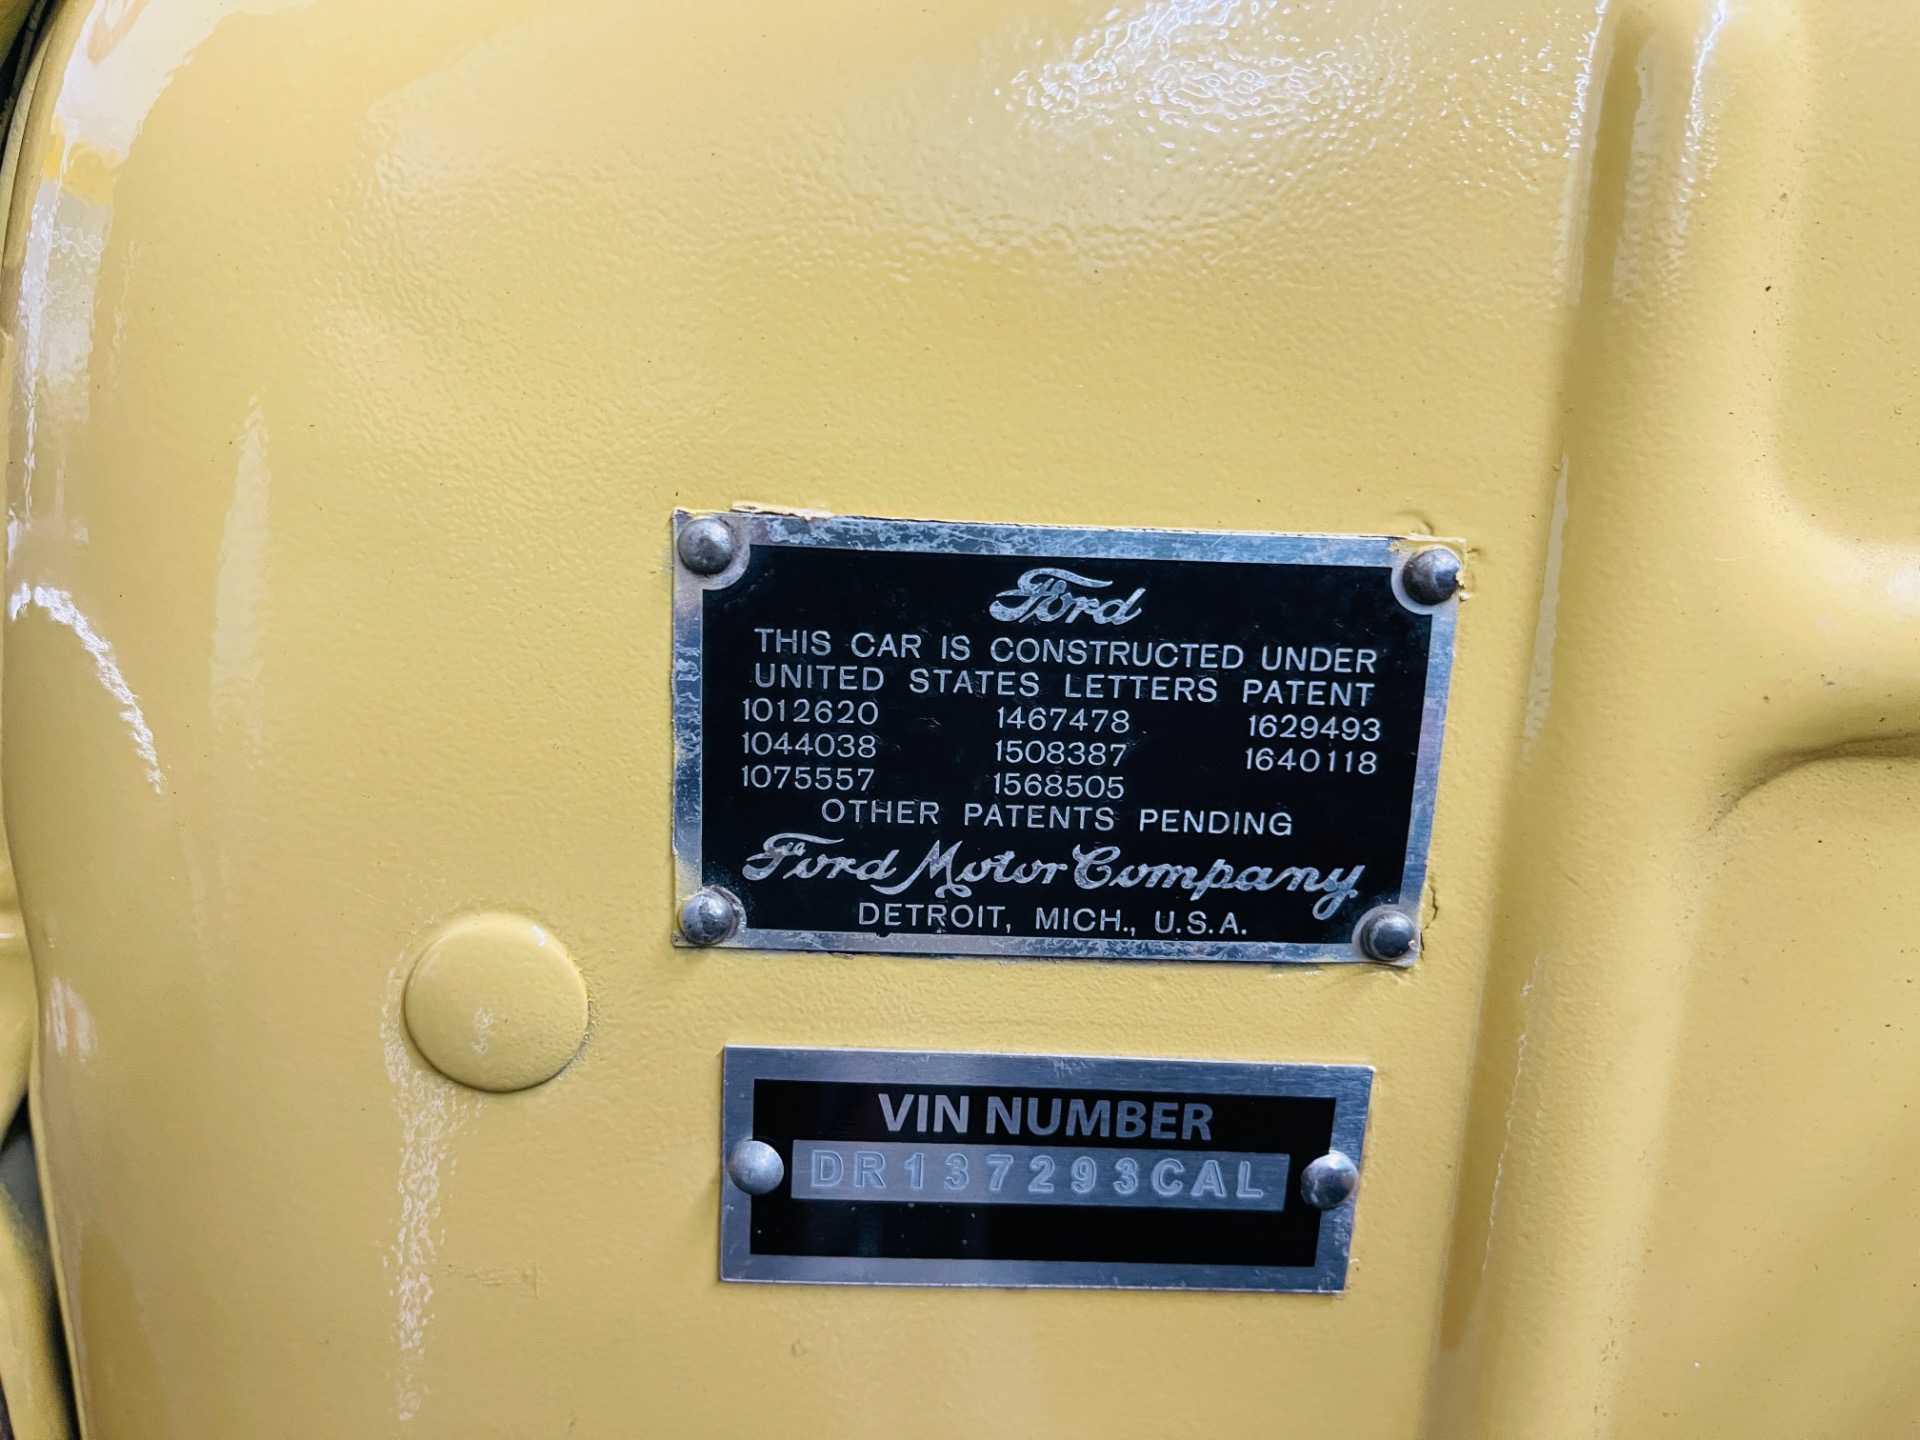 Ford
THIS CAR IS CONSTRUCTED UNDER
UNITED STATES LETTERS PATENT
1012620 1467478 1629493
1044038 1508387 1640118
1075557 1568505
OTHER PATENTS PENDING
Ford Motor Company
DETROIT, MICH., U.S.A.
VIN NUMBER
DR137293CAL